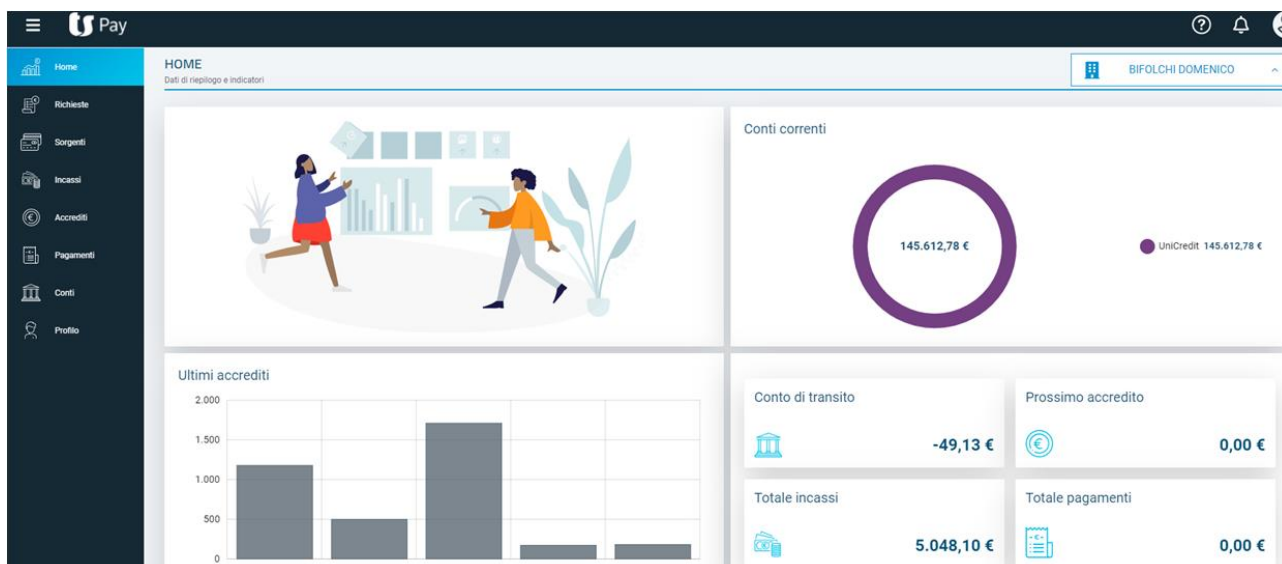 TS Pay
Home
Richieste
Sorgenti
Incassi
Accrediti
Pagamenti
Conti
Profilo
HOME
Dati di riepilogo e indicatori
BIFOLCHI DOMENICO
Conti correnti
145.612,78 €
UniCredit 145.612,78 €
Ultimi accrediti
2.000
1.500
1.000
500
0
Conto di transito
-49,13 €
Prossimo accredito
0,00 €
Totale incassi
5.048,10 €
Totale pagamenti
0,00 €